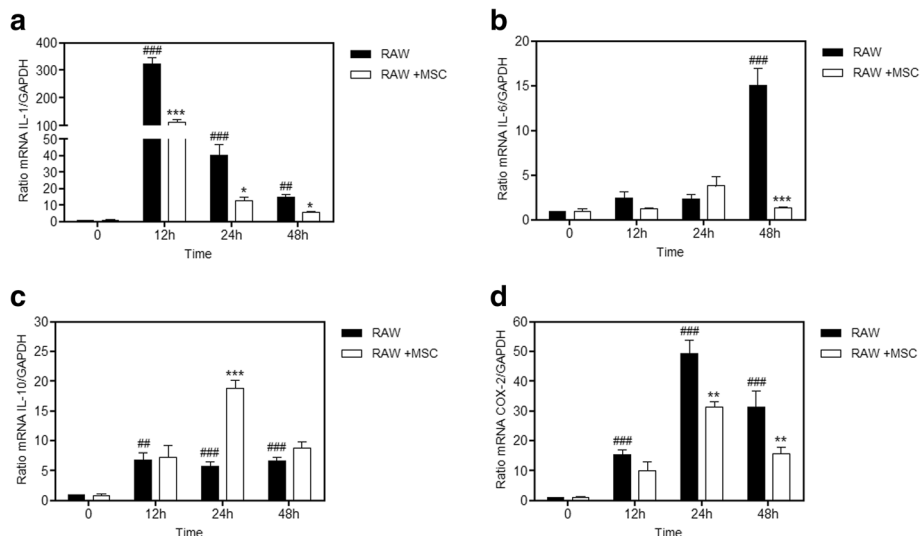 a
Ratio mRNA IL-1/GAPDH
400
300
200
100
50
40
30
20
10
0
###
***
###
*
##
*
0 12h 24h 48h
Time
RAW
RAW +MSC
b
Ratio mRNA IL-6/GAPDH
20
15
10
5
0
###
***
0 12h 24h 48h
Time
RAW
RAW +MSC
c
Ratio mRNA IL-10/GAPDH
30
25
20
15
10
5
0
##
###
***
###
0 12h 24h 48h
Time
RAW
RAW +MSC
d
Ratio mRNA COX-2/GAPDH
60
50
40
30
20
10
0
###
###
**
###
**
0 12h 24h 48h
Time
RAW
RAW +MSC